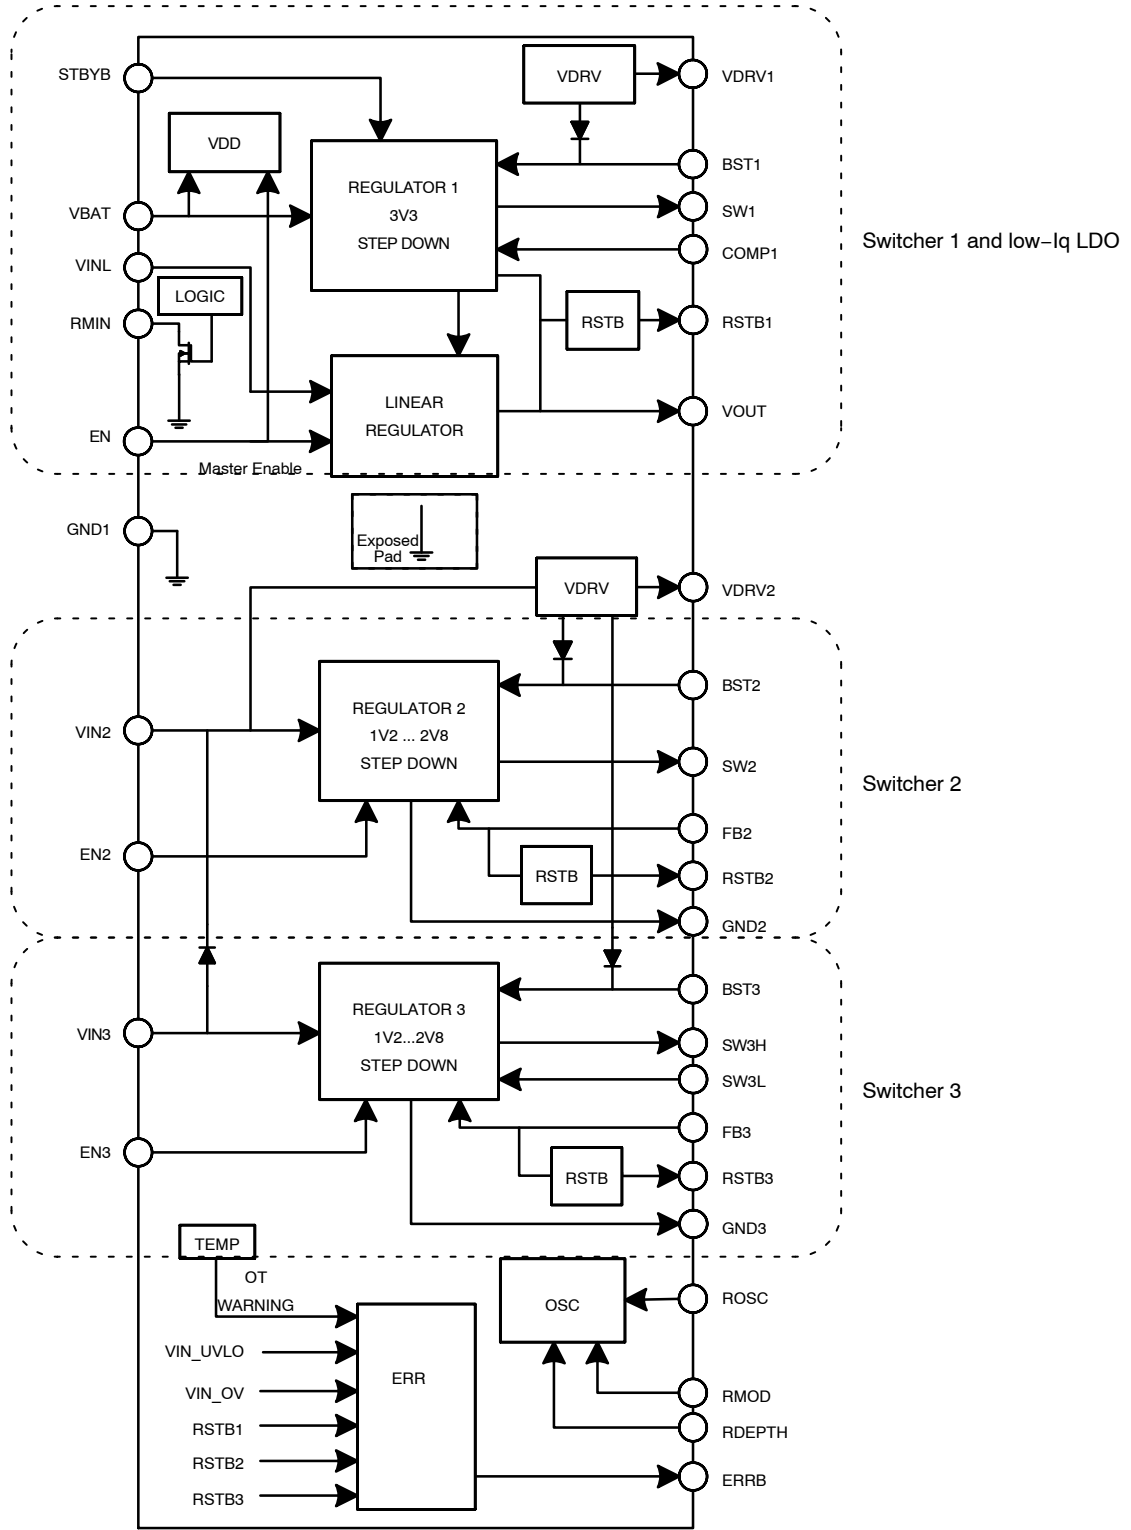 STBYB
VDRV
VDRV1
VDD
BST1
REGULATOR 1
3V3
STEP DOWN
VBAT
SW1
Switcher 1 and low−Iq LDO
COMP1
VINL
LOGIC
RMIN
RSTB
RSTB1
LINEAR
REGULATOR
VOUT
EN
Master Enable
GND1
Exposed
Pad
VDRV
VDRV2
BST2
REGULATOR 2
1V2 ... 2V8
STEP DOWN
VIN2
SW2
Switcher 2
FB2
EN2
RSTB
RSTB2
GND2
BST3
REGULATOR 3
1V2...2V8
STEP DOWN
VIN3
SW3H
SW3L
Switcher 3
FB3
EN3
RSTB
RSTB3
GND3
TEMP
OT
WARNING
OSC
ROSC
VIN_UVLO
ERR
VIN_OV
RMOD
RSTB1
RDEPTH
RSTB2
ERRB
RSTB3